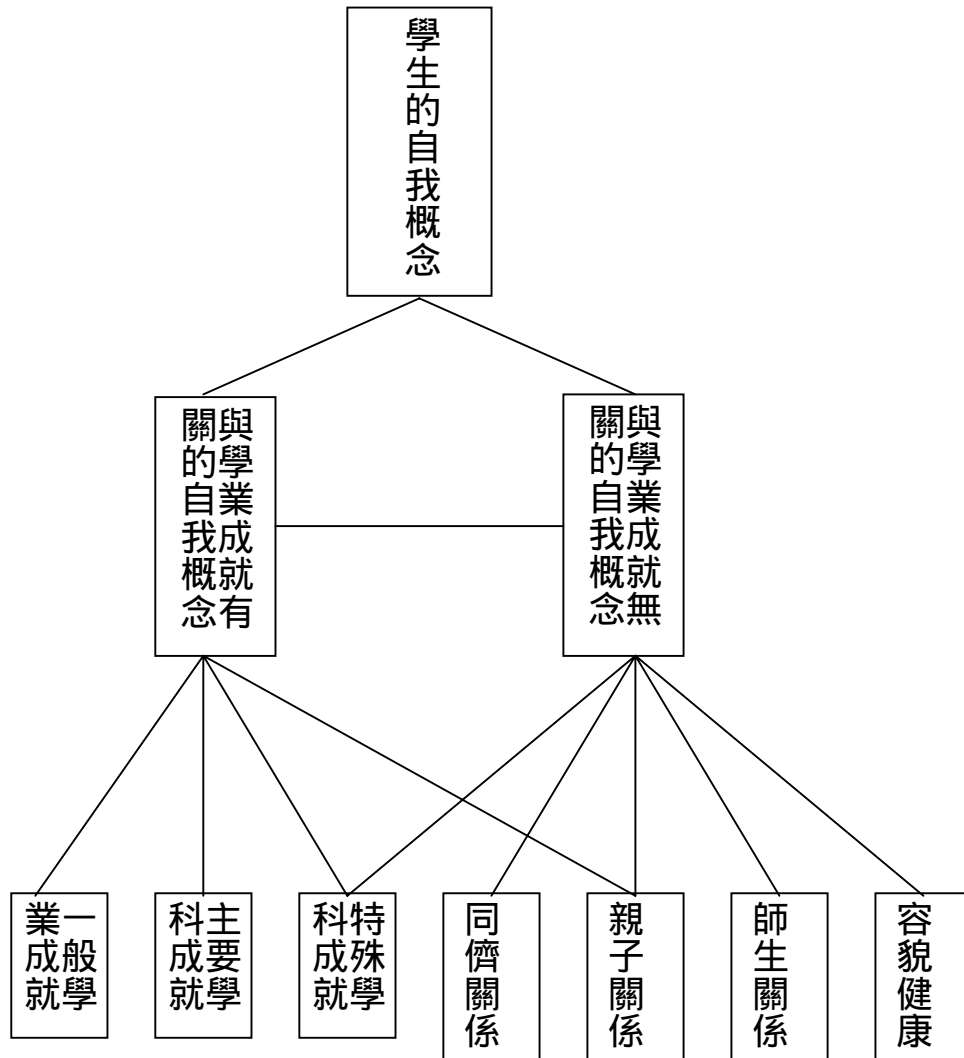 學生的自我概念
與學業成就有
關的自我概念
與學業成就無
關的自我概念
一般學
業成就
主要學
科成就
特殊學
科成就
同儕關係
親子關係
師生關係
容貌健康